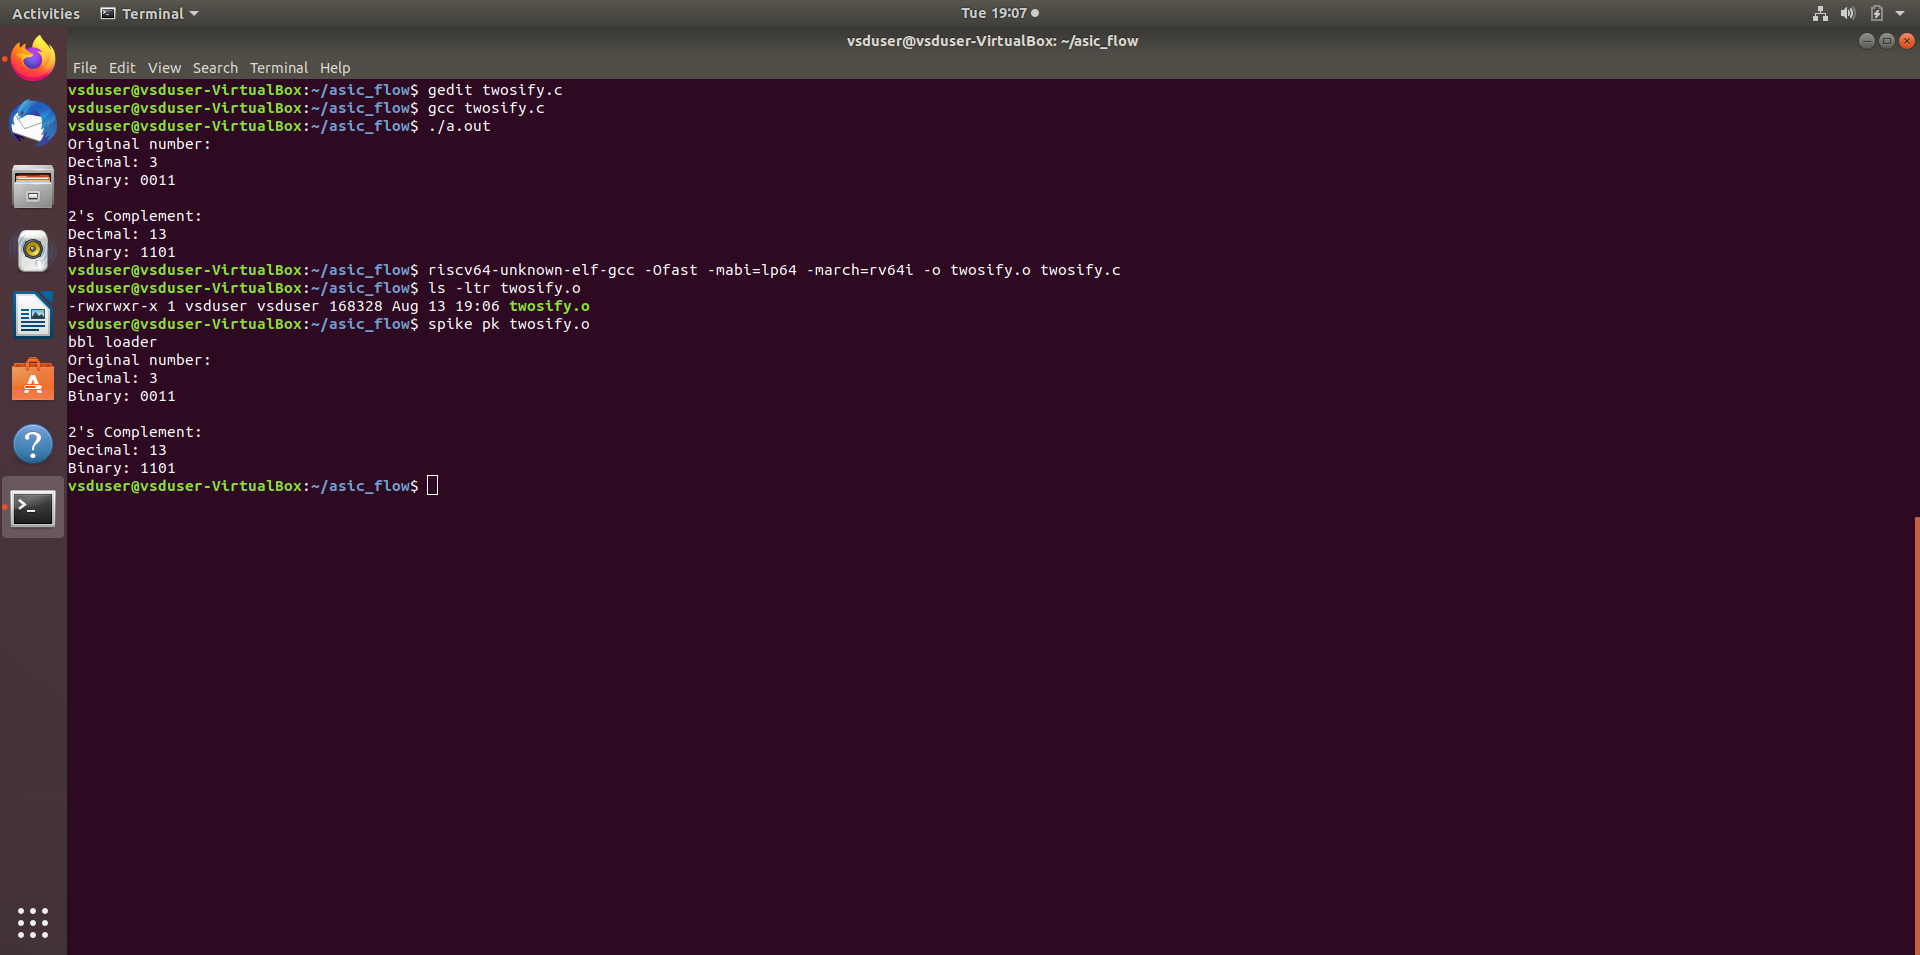 Activities Terminal Tue 19:07
vsduser@vsduser-VirtualBox: ~/asic_flow
File Edit View Search Terminal Help
vsduser@vsduser-VirtualBox:~/asic_flow$ gedit twosify.c
vsduser@vsduser-VirtualBox:~/asic_flow$ gcc twosify.c
vsduser@vsduser-VirtualBox:~/asic_flow$ ./a.out
Original number:
Decimal: 3
Binary: 0011
2's Complement:
Decimal: 13
Binary: 1101
vsduser@vsduser-VirtualBox:~/asic_flow$ riscv64-unknown-elf-gcc -Ofast -mabi=lp64 -march=rv64i -o twosify.o twosify.c
vsduser@vsduser-VirtualBox:~/asic_flow$ ls -ltr twosify.o
-rwxrwxr-x 1 vsduser vsduser 168328 Aug 13 19:06 twosify.o
vsduser@vsduser-VirtualBox:~/asic_flow$ spike pk twosify.o
bbl loader
Original number:
Decimal: 3
Binary: 0011
2's Complement:
Decimal: 13
Binary: 1101
vsduser@vsduser-VirtualBox:~/asic_flow$